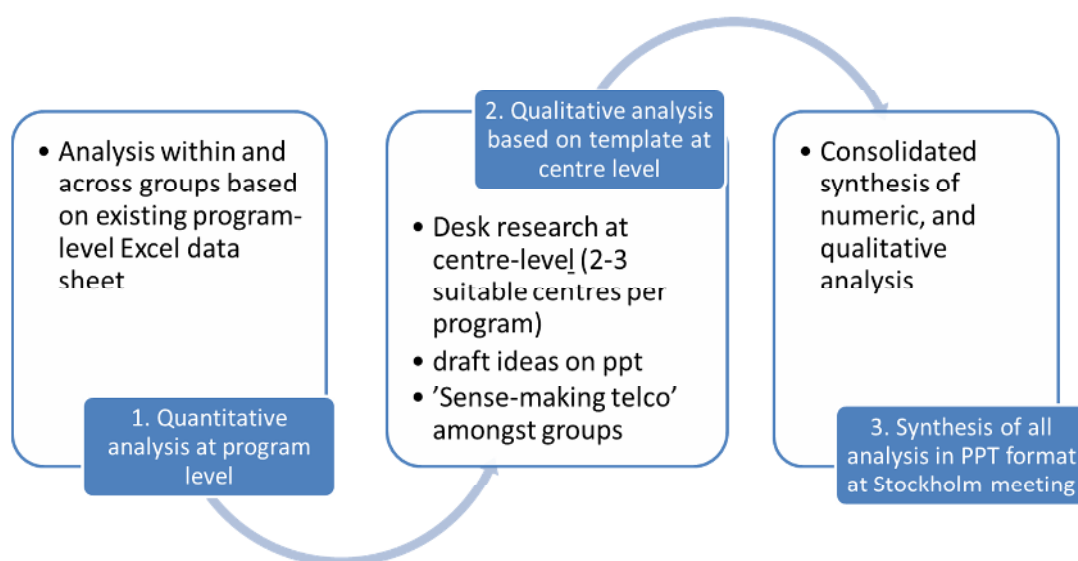 • Analysis within and
across groups based
on existing program-
level Excel data
sheet
1. Quantitative
analysis at program
level
2. Qualitative analysis
based on template at
centre level
• Desk research at
centre-level (2-3
suitable centres per
program)
• draft ideas on ppt
• ’Sense-making telco’
amongst groups
• Consolidated
synthesis of
numeric, and
qualitative
analysis
3. Synthesis of all
analysis in PPT format
at Stockholm meeting